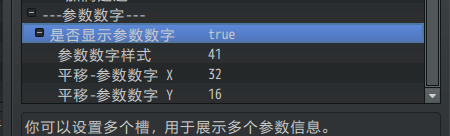 ---参数数字---
是否显示参数数字 true
参数数字样式 41
平移-参数数字 X 32
平移-参数数字 Y 16
你可以设置多个槽，用于展示多个参数信息。